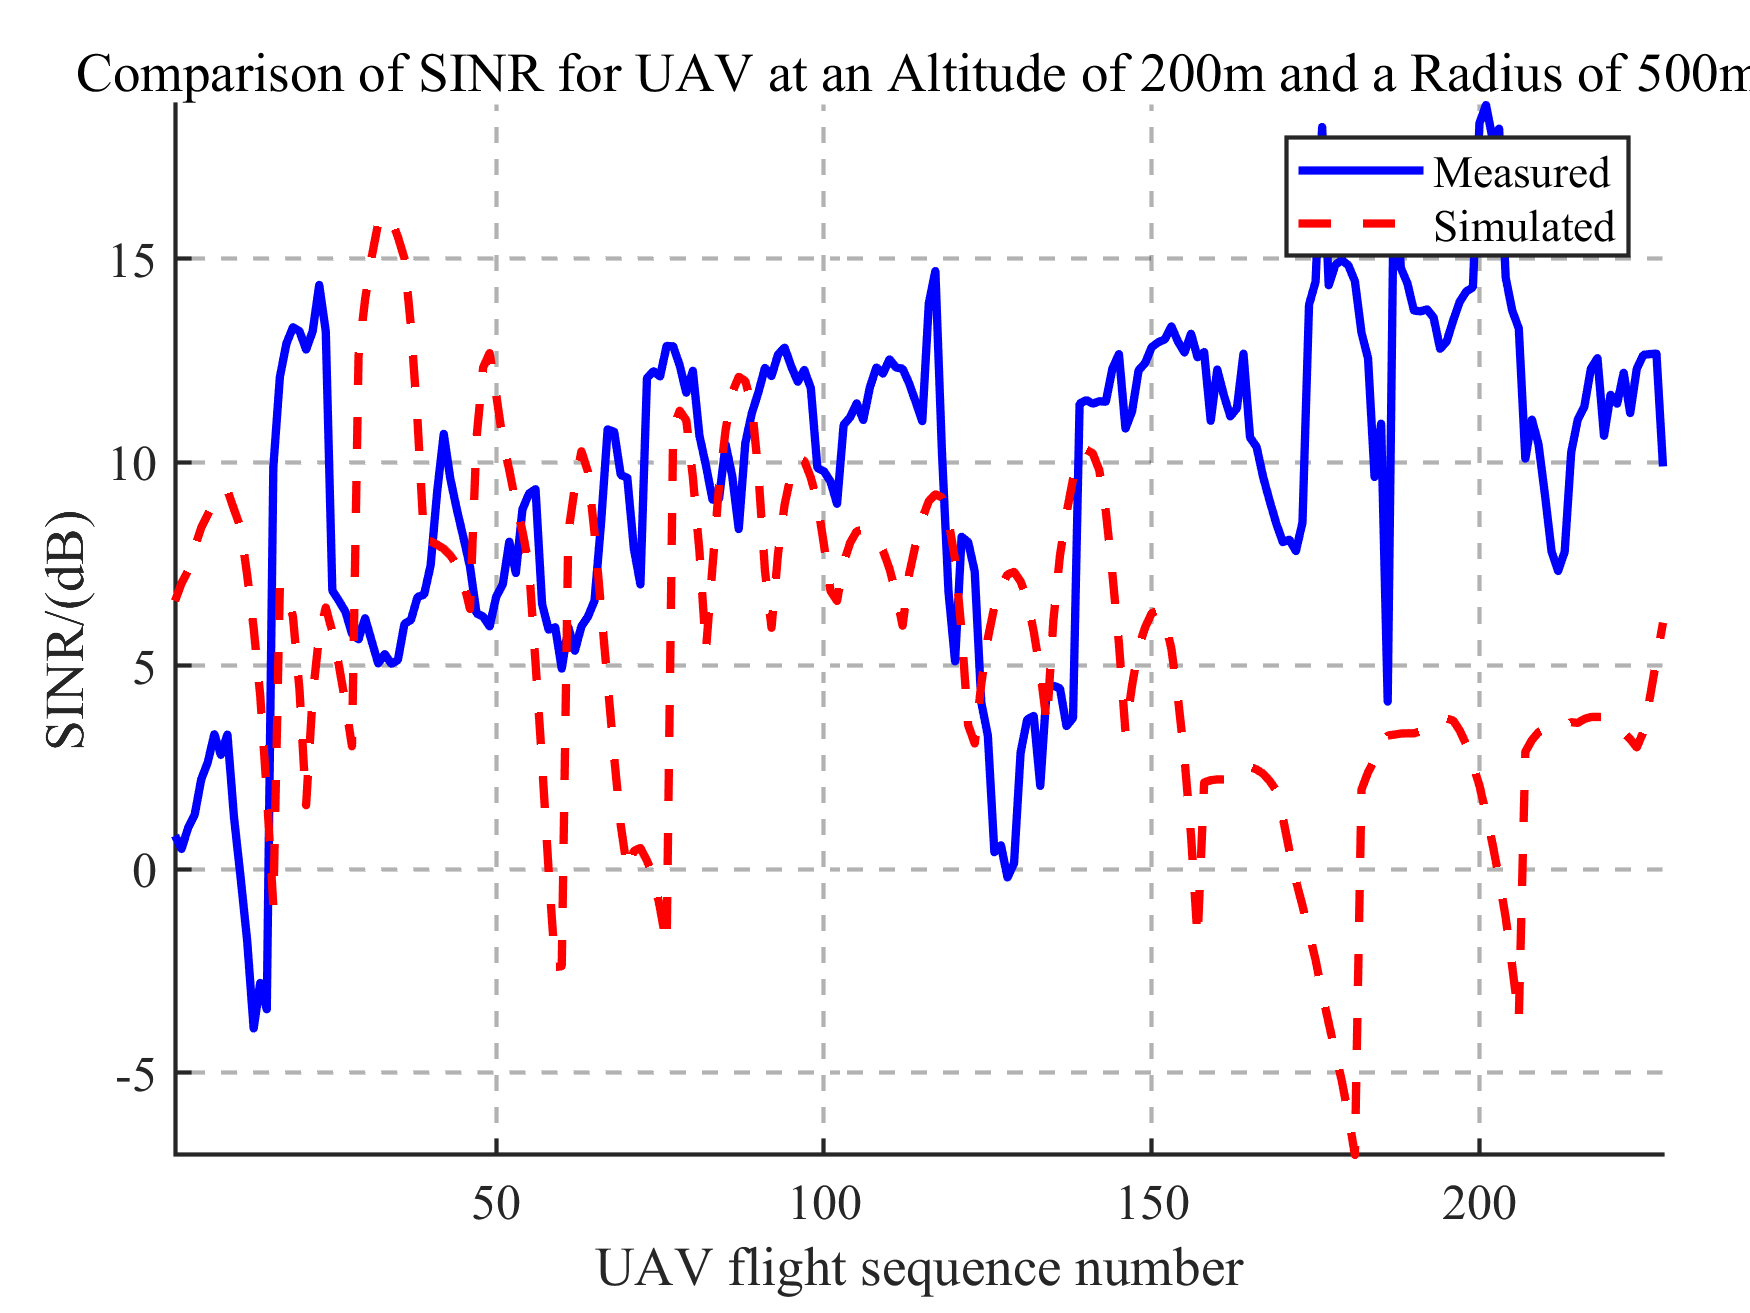 Comparison of SINR for UAV at an Altitude of 200m and a Radius of 500m
Measured
Simulated
15
10
5
0
-5
SINR/(dB)
50
100
150
200
UAV flight sequence number